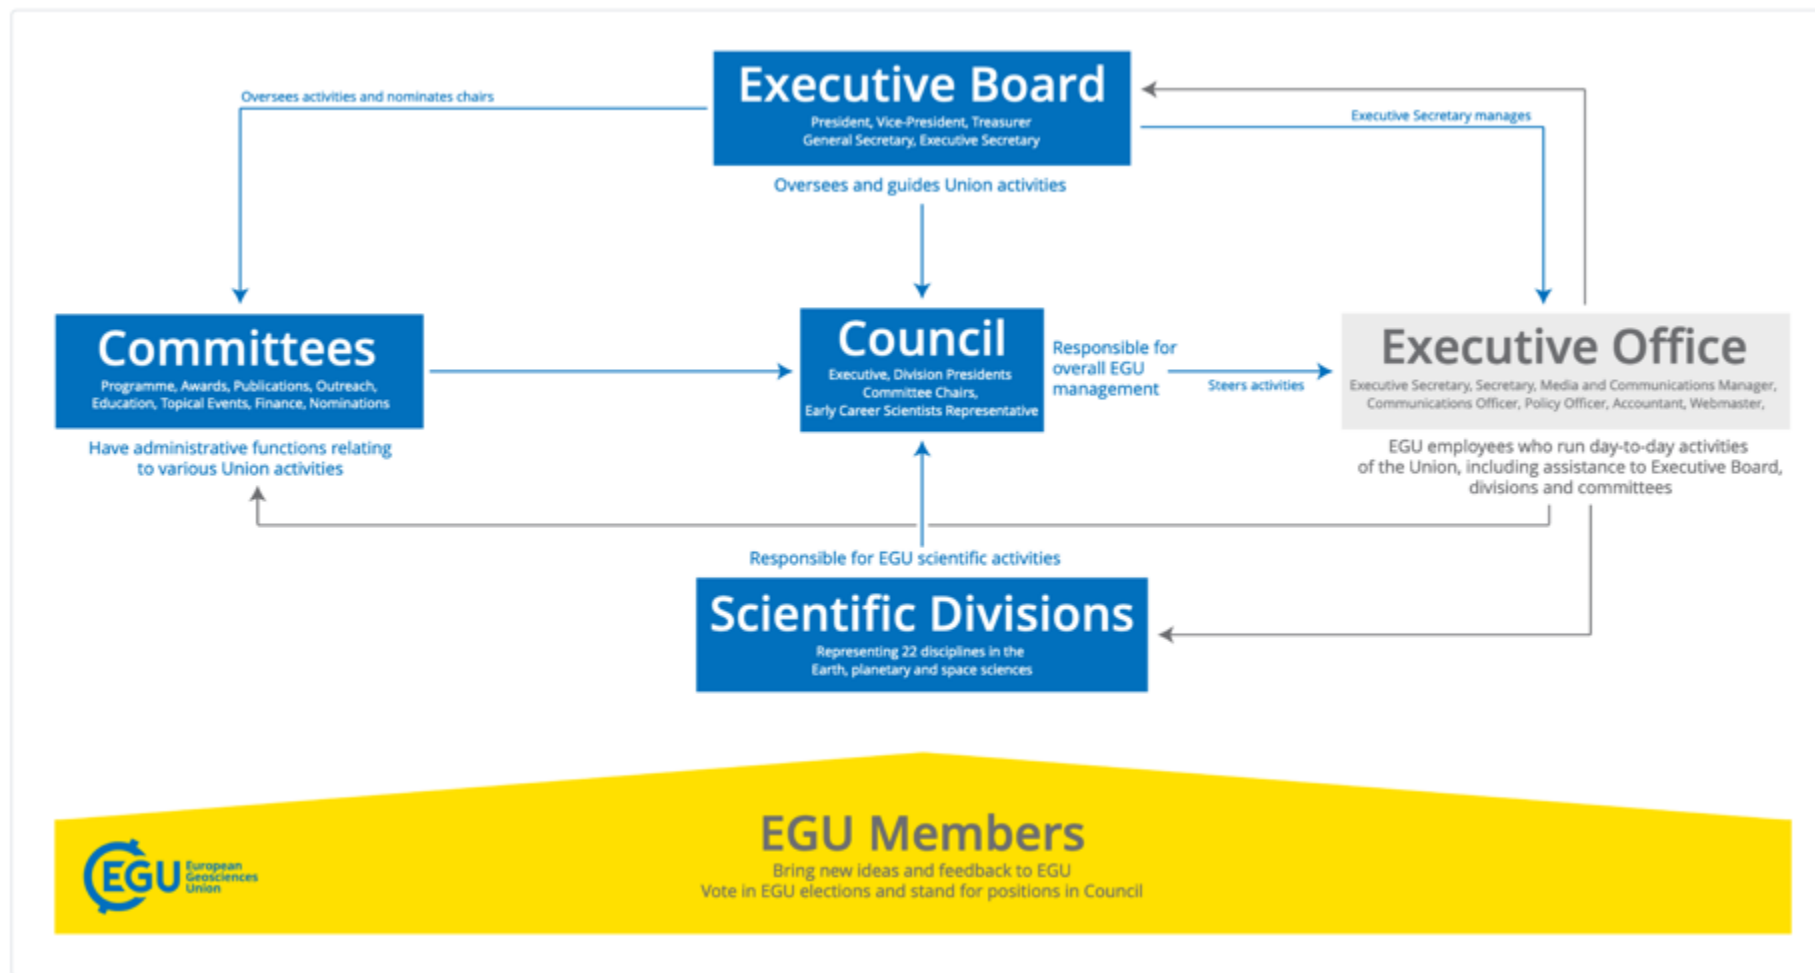 Executive Board
President, Vice-President, Treasurer
General Secretary, Executive Secretary
Oversees and guides Union activities
Oversees activities and nominates chairs
Executive Secretary manages
Committees
Programme, Awards, Publications, Outreach,
Education, Topical Events, Finance, Nominations
Have administrative functions relating
to various Union activities
Council
Executive, Division Presidents
Committee Chairs,
Early Career Scientists Representative
Responsible for
overall EGU
management
Steers activities
Executive Office
Executive Secretary, Secretary, Media and Communications Manager,
Communications Officer, Policy Officer, Accountant, Webmaster,
EGU employees who run day-to-day activities
of the Union, including assistance to Executive Board,
divisions and committees
Responsible for EGU scientific activities
Scientific Divisions
Representing 22 disciplines in the
Earth, planetary and space sciences
EGU Members
Bring new ideas and feedback to EGU
Vote in EGU elections and stand for positions in Council
EGU
European
Geosciences
Union